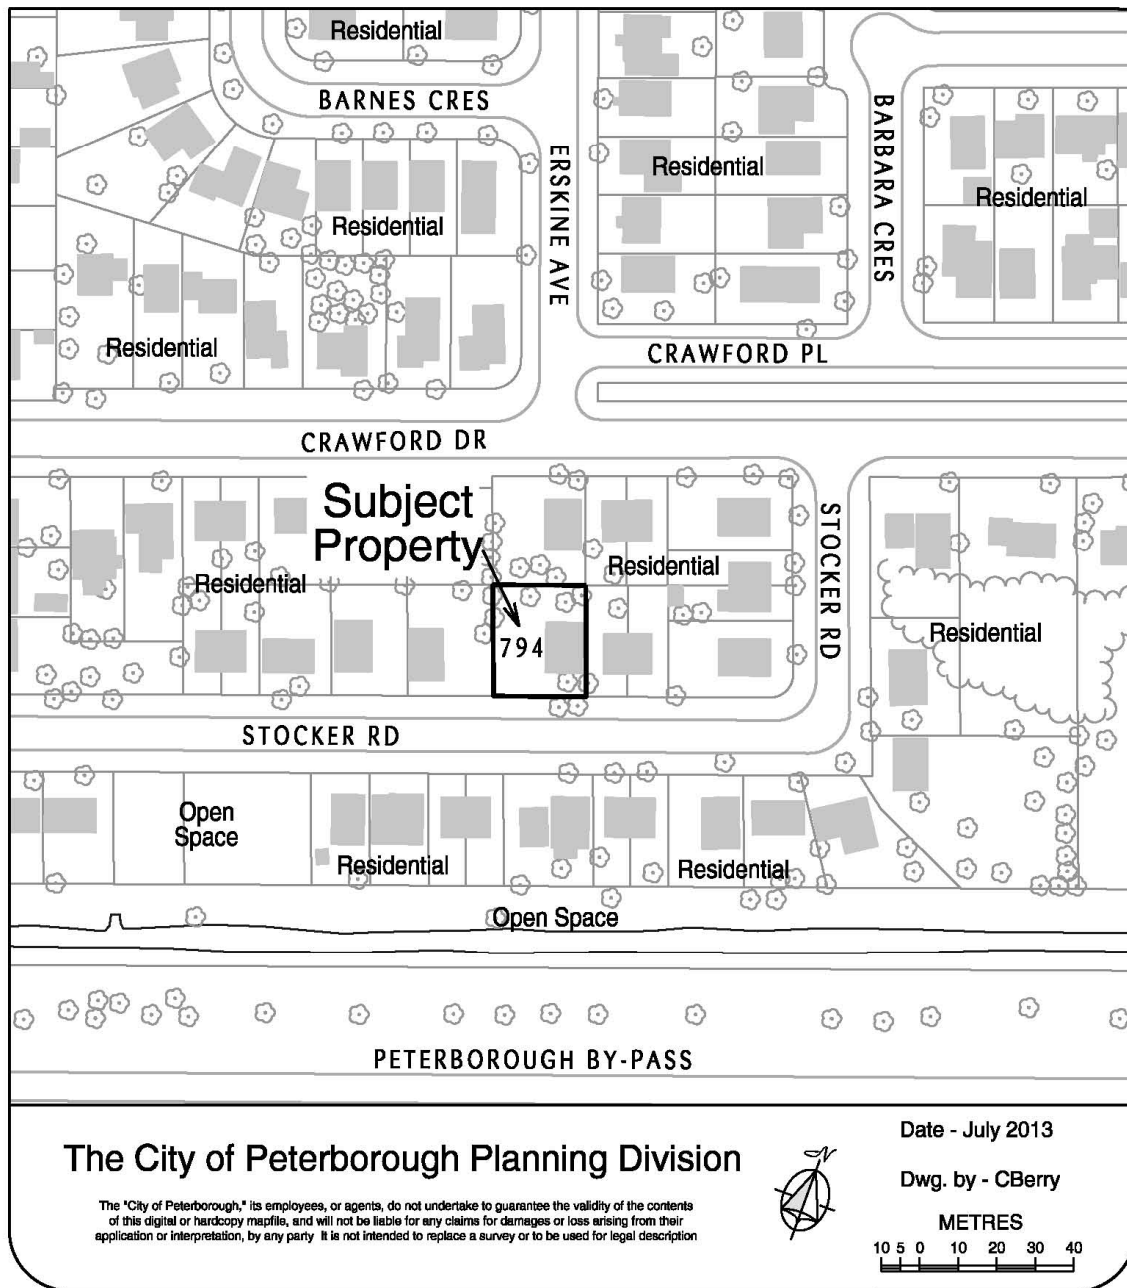 Residential
BARNES CRES
ERSKINE AVE
BARBARA CRES
Residential
Residential
Residential
Residential
CRAWFORD PL
CRAWFORD DR
Subject
Property
STOCKER RD
Residential
Residential
Residential
794
STOCKER RD
Open
Space
Residential
Residential
Open Space
PETERBOROUGH BY-PASS
The City of Peterborough Planning Division
The "City of Peterborough," its employees, or agents, do not undertake to guarantee the validity of the contents
of this digital or hardcopy mapfile, and will not be liable for any claims for damages or loss arising from their
application or interpretation, by any party It is not intended to replace a survey or to be used for legal description
N
Date - July 2013
Dwg. by - CBerry
METRES
10 5 0 10 20 30 40